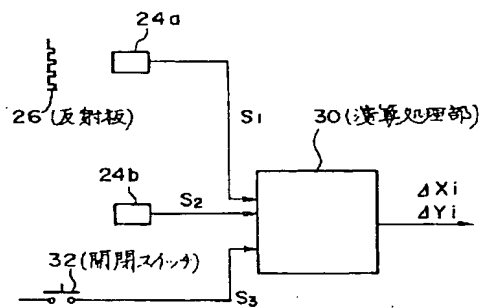 24a
26(反射板)
S1
30(演算処理部)
24b
S2
ΔXi
ΔYi
32(開閉スイッチ)
S3